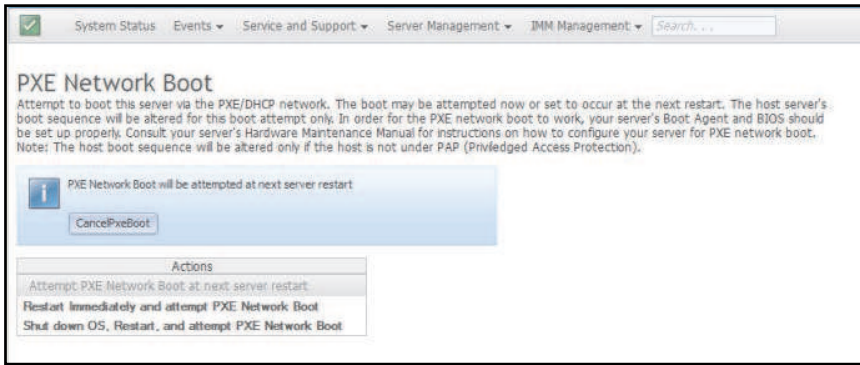 System Status Events Service and Support Server Management IMM Management Search...
PXE Network Boot
Attempt to boot this server via the PXE/DHCP network. The boot may be attempted now or set to occur at the next restart. The host server's
boot sequence will be altered for this boot attempt only. In order for the PXE network boot to work, your server's Boot Agent and BIOS should
be set up properly. Consult your server's Hardware Maintenance Manual for instructions on how to configure your server for PXE network boot.
Note: The host boot sequence will be altered only if the host is not under PAP (Priviledged Access Protection).
PXE Network Boot will be attempted at next server restart
CancelPxeBoot
Actions
Attempt PXE Network Boot at next server restart
Restart Immediately and attempt PXE Network Boot
Shut down OS, Restart, and attempt PXE Network Boot